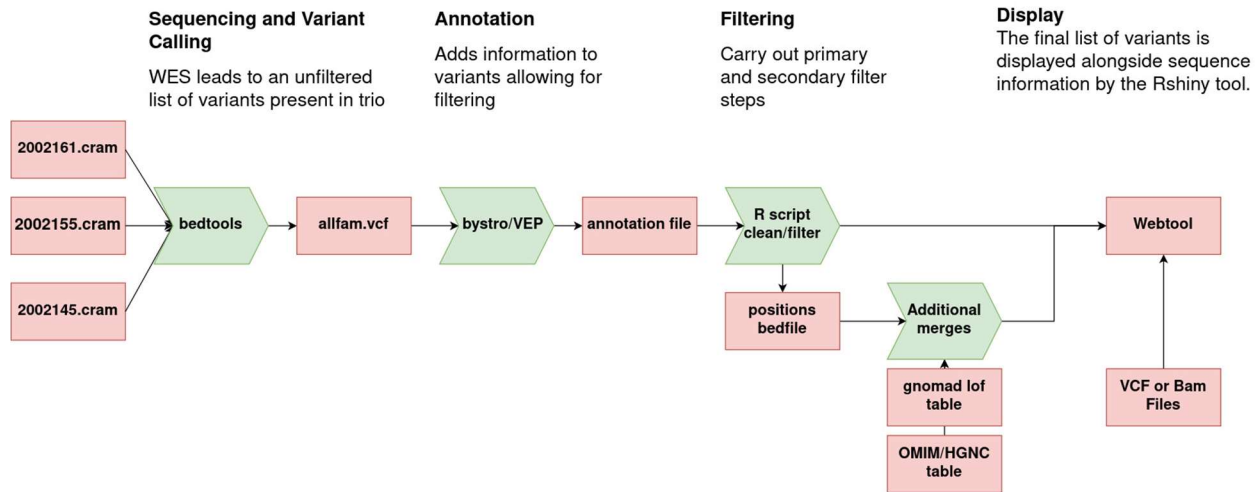 Sequencing and Variant
Calling
WES leads to an unfiltered
list of variants present in trio
Annotation
Adds information to
variants allowing for
filtering
Filtering
Carry out primary
and secondary filter
steps
Display
The final list of variants is
displayed alongside sequence
information by the Rshiny tool.
2002161.cram
2002155.cram
2002145.cram
bedtools
allfam.vcf
bystro/VEP
annotation file
R script
clean/filter
positions
bedfile
Additional
merges
gnomad lof
table
OMIM/HGNC
table
Webtool
VCF or Bam
Files